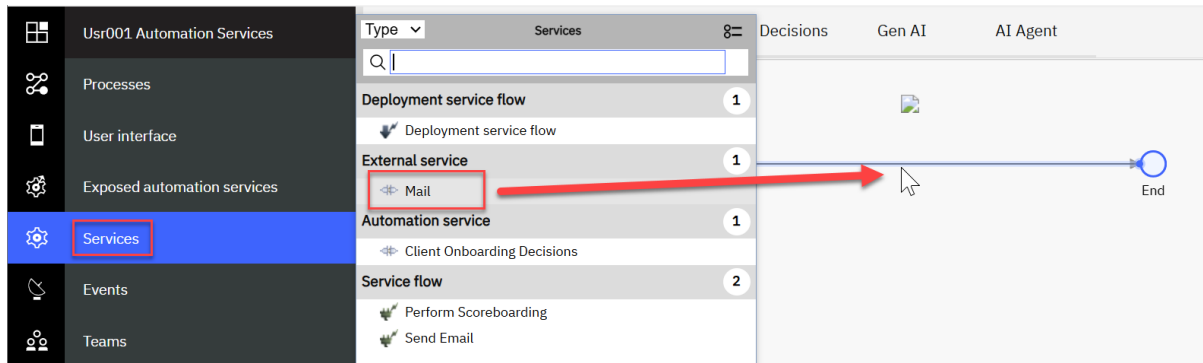 Usr001 Automation Services
Processes
User interface
Exposed automation services
Services
Events
Teams
Type
Services
Deployment service flow 1
Deployment service flow
External service 1
Mail
Automation service 1
Client Onboarding Decisions
Service flow 2
Perform Scoreboarding
Send Email
Decisions Gen AI AI Agent
End